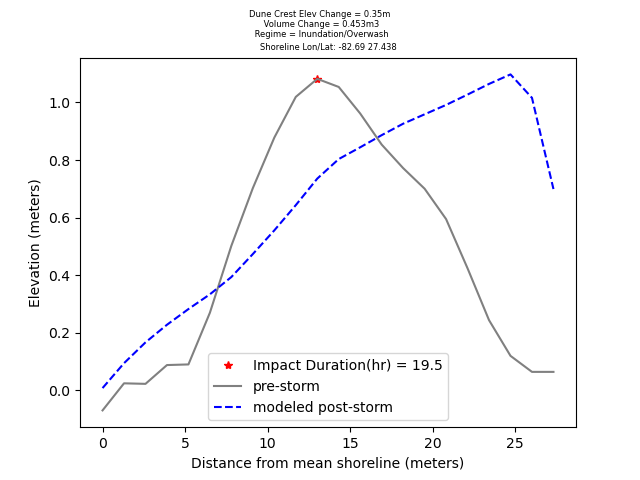 Dune Crest Elev Change = 0.35m
Volume Change = 0.453m3
Regime = Inundation/Overwash
Shoreline Lon/Lat: -82.69 27.438
Elevation (meters)
1.0
0.8
0.6
0.4
0.2
0.0
Impact Duration(hr) = 19.5
pre-storm
modeled post-storm
0 5 10 15 20 25
Distance from mean shoreline (meters)